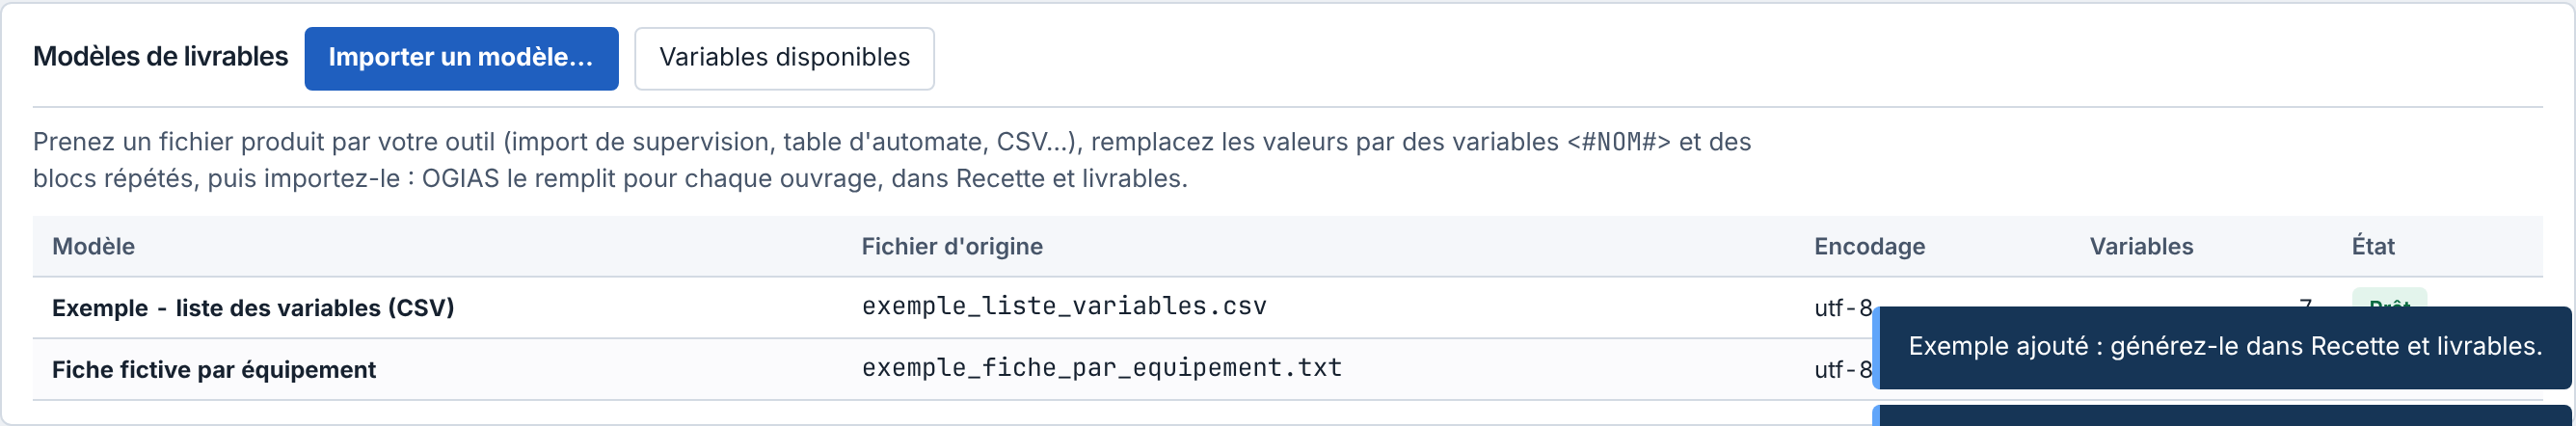 Modèles de livrables Importer un modèle... Variables disponibles
Prenez un fichier produit par votre outil (import de supervision, table d'automate, CSV...), remplacez les valeurs par des variables <#NOM#> et des
blocs répétés, puis importez-le : OGIAS le remplit pour chaque ouvrage, dans Recette et livrables.
Modèle Fichier d'origine Encodage Variables État
Exemple - liste des variables (CSV) exemple_liste_variables.csv utf-8
Exemple ajouté : générez-le dans Recette et livrables.
Fiche fictive par équipement exemple_fiche_par_equipement.txt utf-8